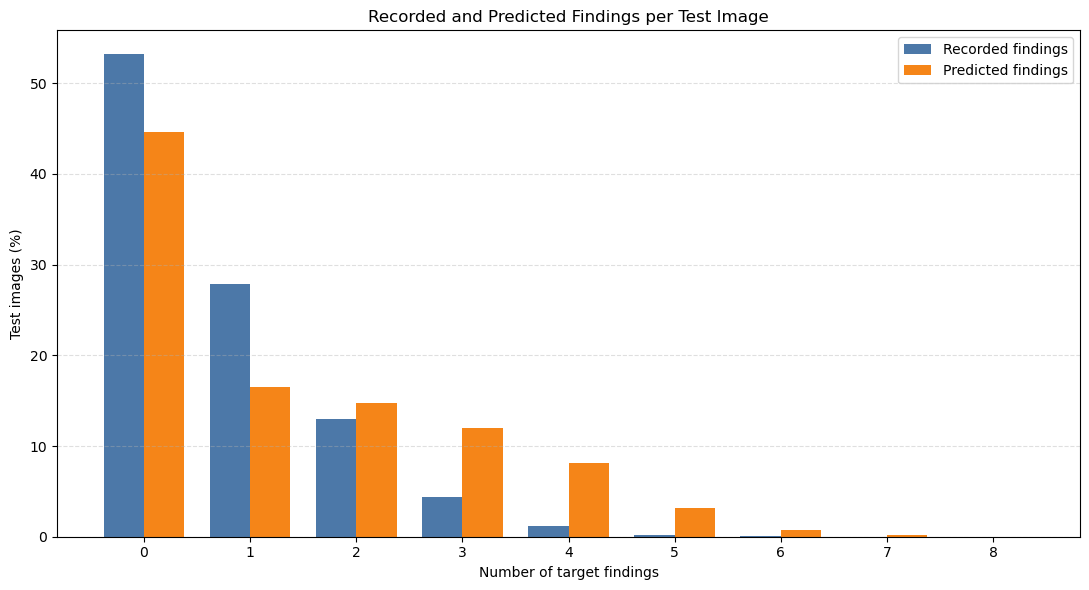 Recorded and Predicted Findings per Test Image
Recorded findings
Predicted findings
Test images (%)
50
40
30
20
10
0
0 1 2 3 4 5 6 7 8
Number of target findings